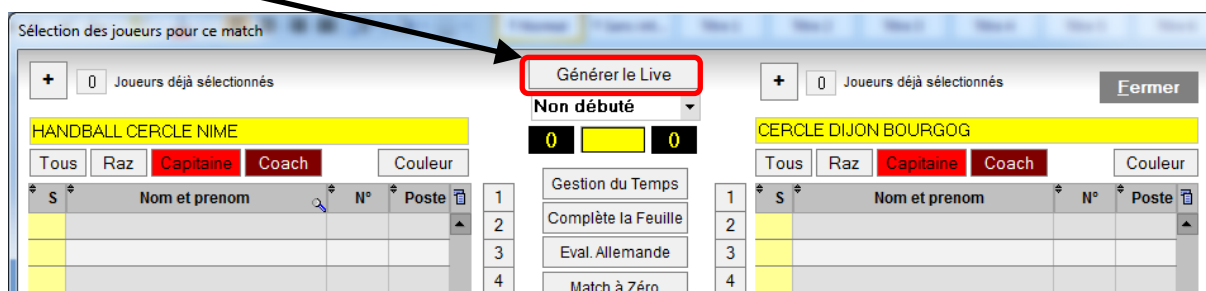 Sélection des joueurs pour ce match
+ 0 Joueurs déjà sélectionnés
Générer le Live
+ 0 Joueurs déjà sélectionnés
Fermer
Non débuté
HANDBALL CERCLE NIME
0 0
CERCLE DIJON BOURGOG
Tous Raz Capitaine Coach Couleur
Tous Raz Capitaine Coach Couleur
S Nom et prenom N° Poste
Gestion du Temps
S Nom et prenom N° Poste
1
1
2
Complète la Feuille
2
3
Eval. Allemande
3
4
Match à Zéro
4